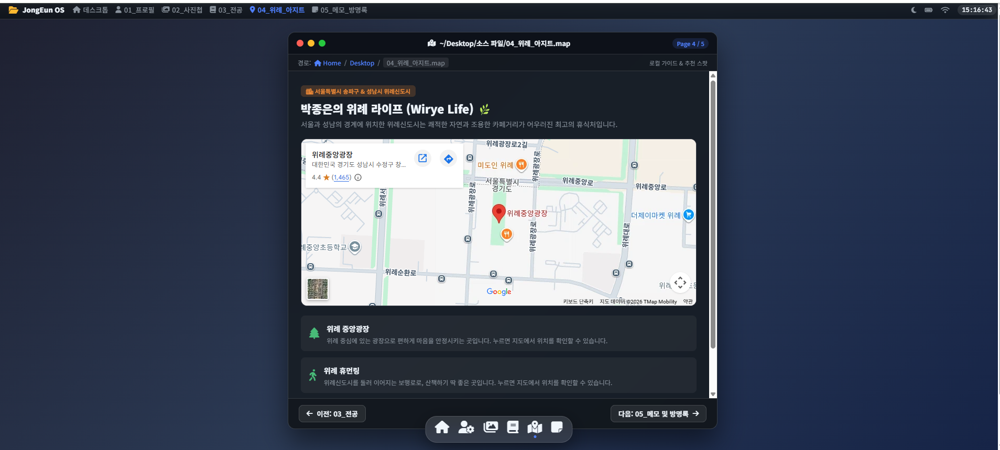 JongEun OS 데스크톱 01_프로필 02_사진첩 03_전공 04_위례_아지트 05_메모_방명록 15:16:43
~/Desktop/소스 파일/04_위례_아지트.map
Page 4 / 5
경로: Home / Desktop / 04_위례_아지트.map
로컬 가이드 & 추천 스팟
서울특별시 송파구 & 성남시 위례신도시
박종은의 위례 라이프 (Wirye Life)
서울과 성남의 경계에 위치한 위례신도시는 쾌적한 자연과 조용한 카페거리가 어우러진 최고의 휴식처입니다.
위례중앙광장
대한민국 경기도 성남시 수정구 창...
4.4 ★ (1,465)
위례광장로2길
미도인 위례
위례광장로
서울특별시
경기도
위례중앙로
위례중앙로
위례서
위례광장로
위례중앙광장
더제이마켓 위례
위례광장로
위례대로
례중앙초등학교
위례순환로
위례
Google
키보드 단축키 지도 데이터 ©2026 TMap Mobility 약관
위례 중앙광장
위례 중심에 있는 광장으로 편하게 마음을 안정시키는 곳입니다. 누르면 지도에서 위치를 확인할 수 있습니다.
위례 휴먼링
위례신도시를 둘러 이어지는 보행로로, 산책하기 딱 좋은 곳입니다. 누르면 지도에서 위치를 확인할 수 있습니다.
← 이전: 03_전공
다음: 05_메모 및 방명록 →